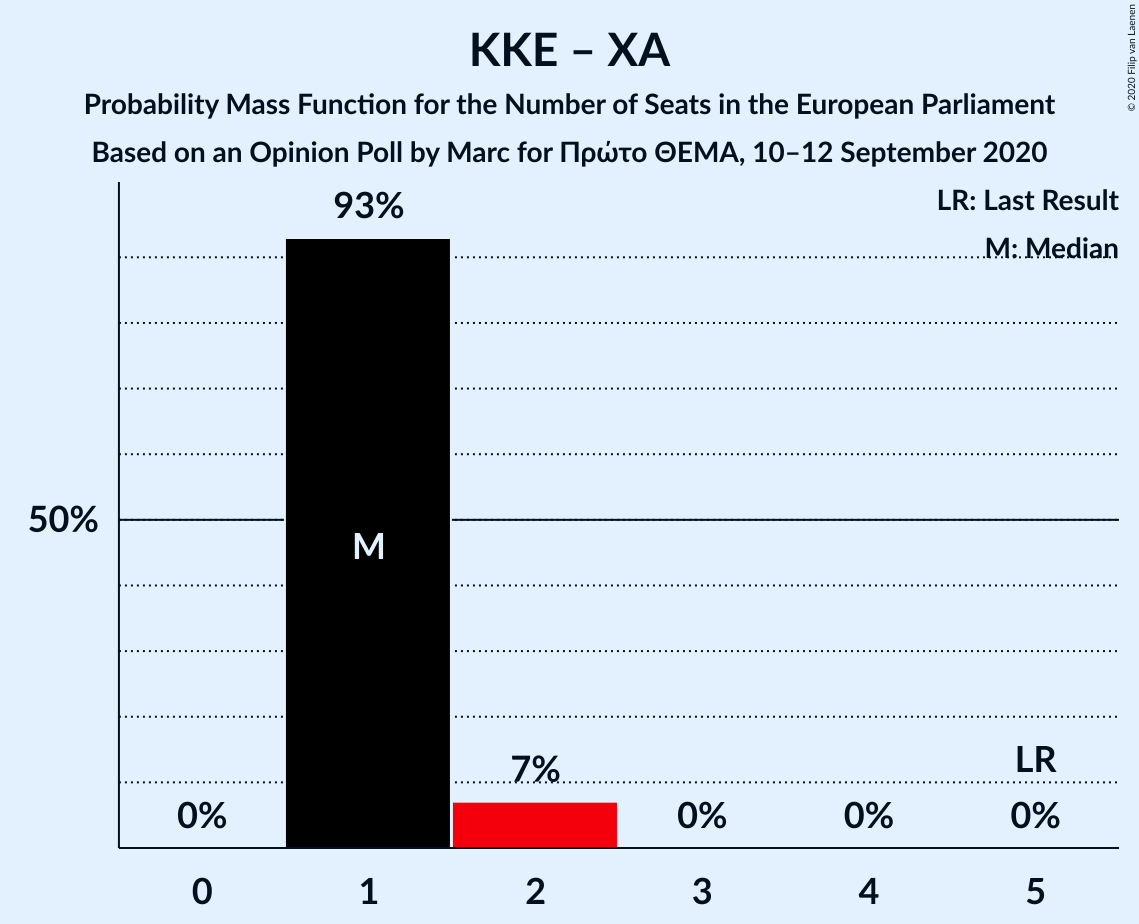 KKE – XA
Probability Mass Function for the Number of Seats in the European Parliament
Based on an Opinion Poll by Marc for Πρώτο ΘΕΜΑ, 10–12 September 2020
© 2020 Filip van Laenen
LR: Last Result
M: Median
93%
50%
M
7%
LR
0%
0%
0%
0%
0
1
2
3
4
5